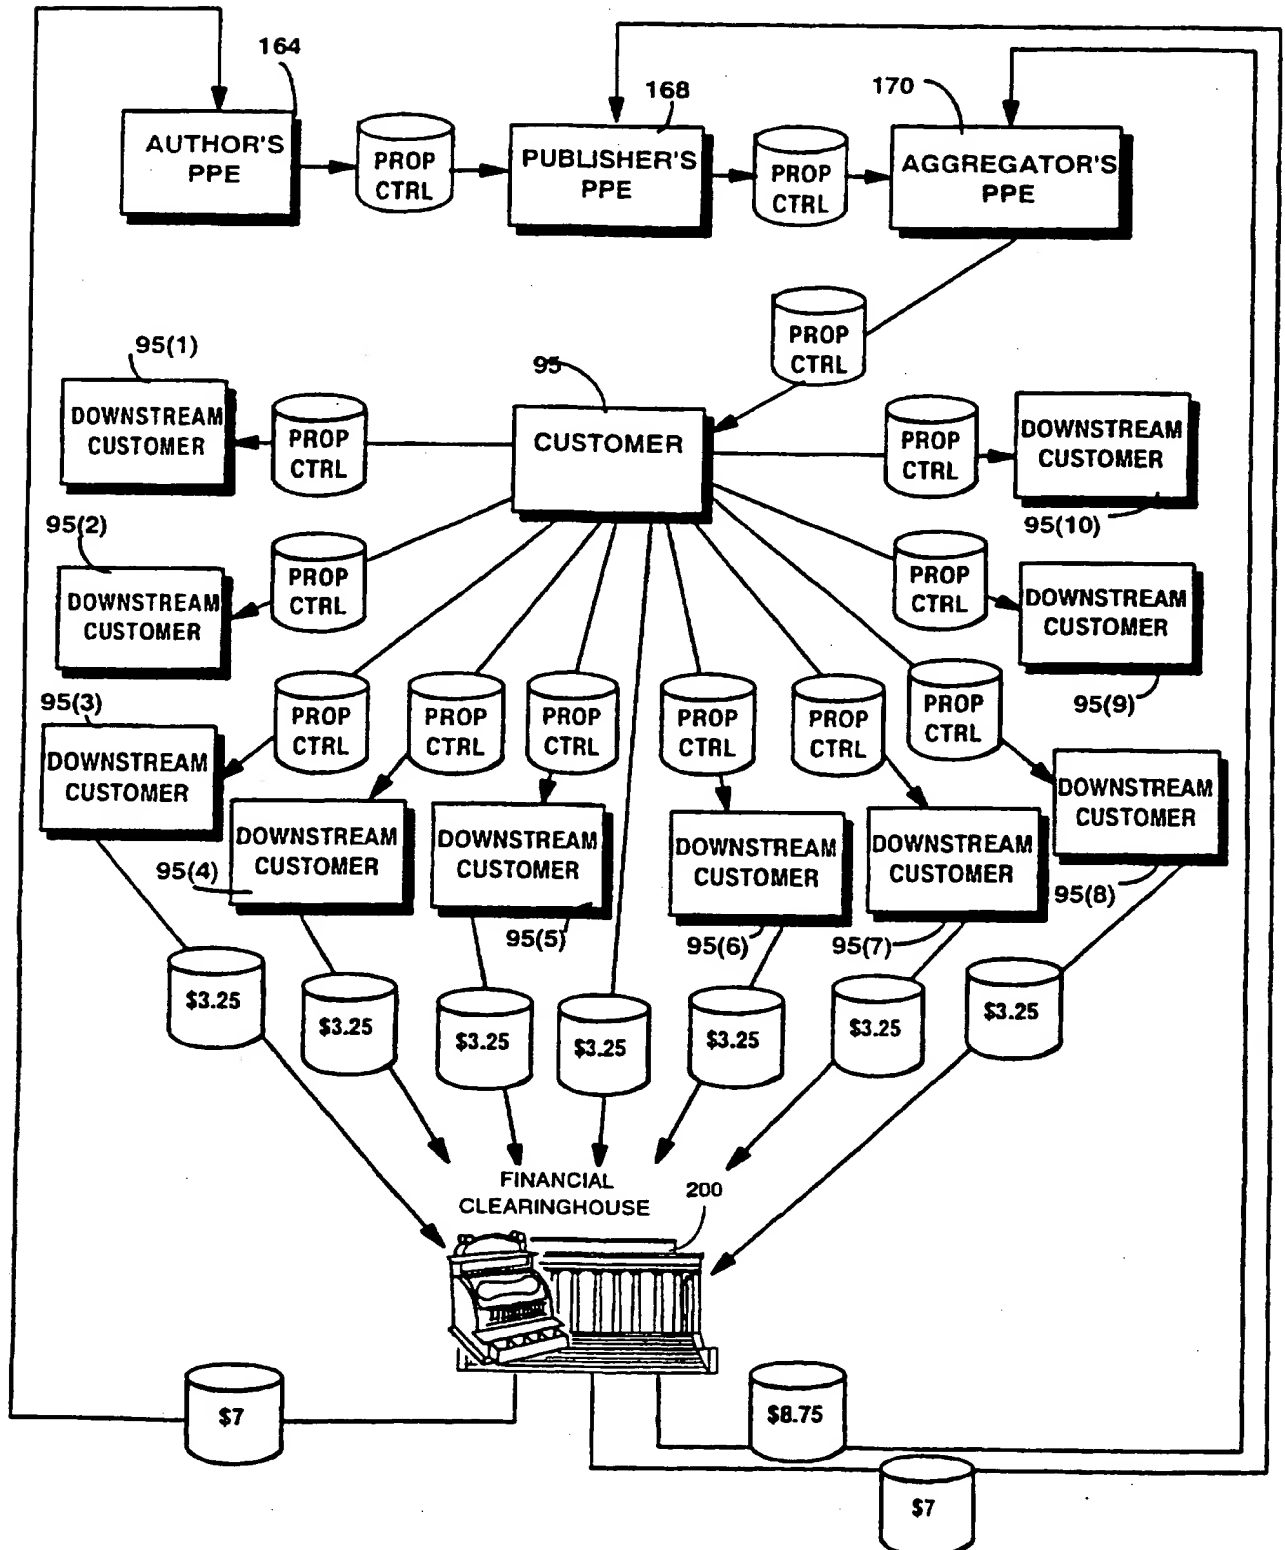 164
168
170
AUTHOR'S
PPE
PROP
CTRL
PUBLISHER'S
PPE
PROP
CTRL
AGGREGATOR'S
PPE
PROP
CTRL
95(1)
95
DOWNSTREAM
CUSTOMER
PROP
CTRL
CUSTOMER
PROP
CTRL
DOWNSTREAM
CUSTOMER
95(10)
95(2)
DOWNSTREAM
CUSTOMER
PROP
CTRL
PROP
CTRL
DOWNSTREAM
CUSTOMER
95(9)
95(3)
DOWNSTREAM
CUSTOMER
PROP
CTRL
PROP
CTRL
PROP
CTRL
PROP
CTRL
PROP
CTRL
PROP
CTRL
DOWNSTREAM
CUSTOMER
95(8)
DOWNSTREAM
CUSTOMER
95(4)
DOWNSTREAM
CUSTOMER
95(5)
DOWNSTREAM
CUSTOMER
95(6)
DOWNSTREAM
CUSTOMER
95(7)
$3.25
$3.25
$3.25
$3.25
$3.25
$3.25
$3.25
FINANCIAL
CLEARINGHOUSE
200
$7
$8.75
$7